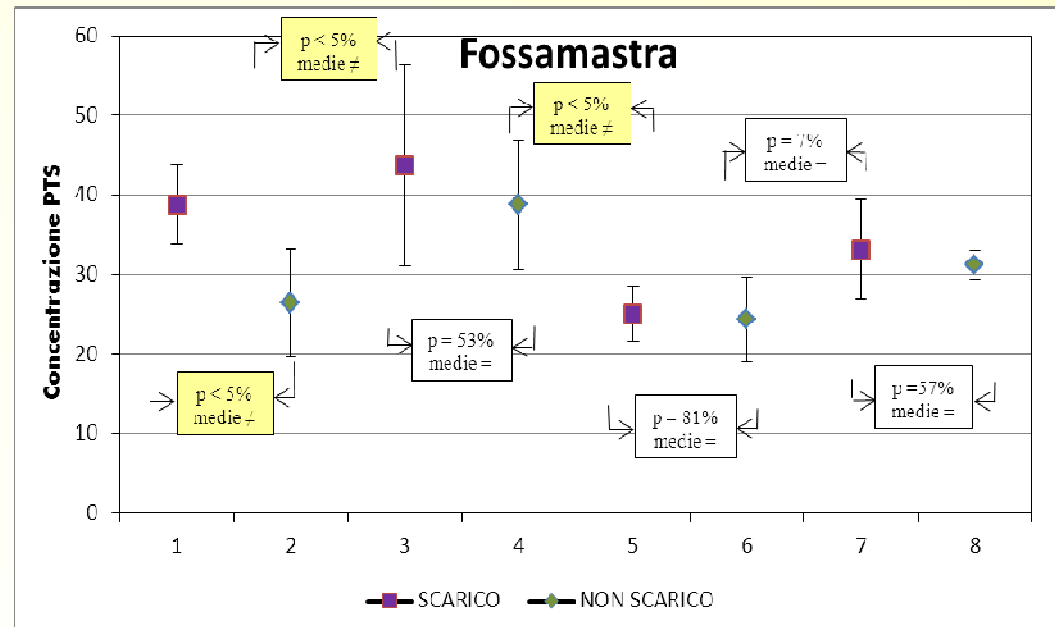 Fossamastra
Concentrazione PTS
60
50
40
30
20
10
0
p < 5%
medie ≠
p < 5%
medie ≠
p = 7%
medie =
p < 5%
medie ≠
p = 53%
medie =
p = 81%
medie =
p =57%
medie =
1 2 3 4 5 6 7 8
SCARICO NON SCARICO